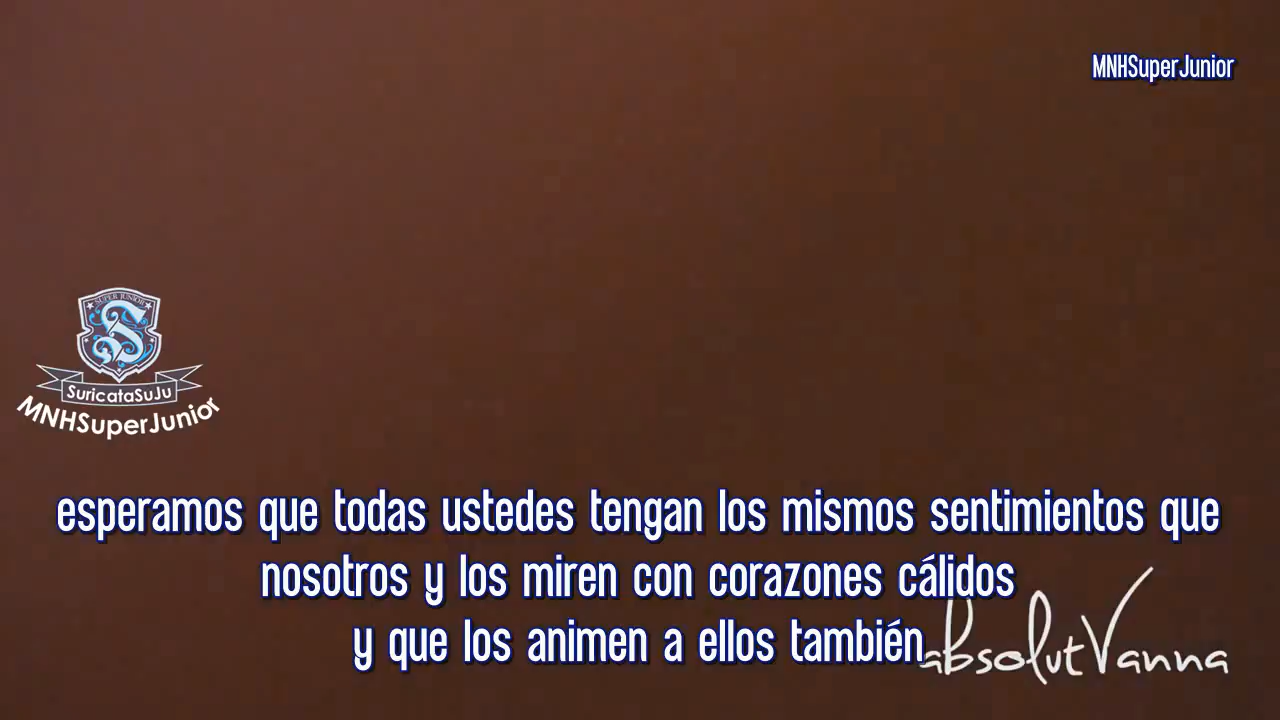 MNHSuperJunior
SUPER JUNIOR
SuricataSuJu
MNHSuperJunior
esperamos que todas ustedes tengan los mismos sentimientos que
nosotros y los miren con corazones cálidos
y que los animen a ellos también
absolutVanna